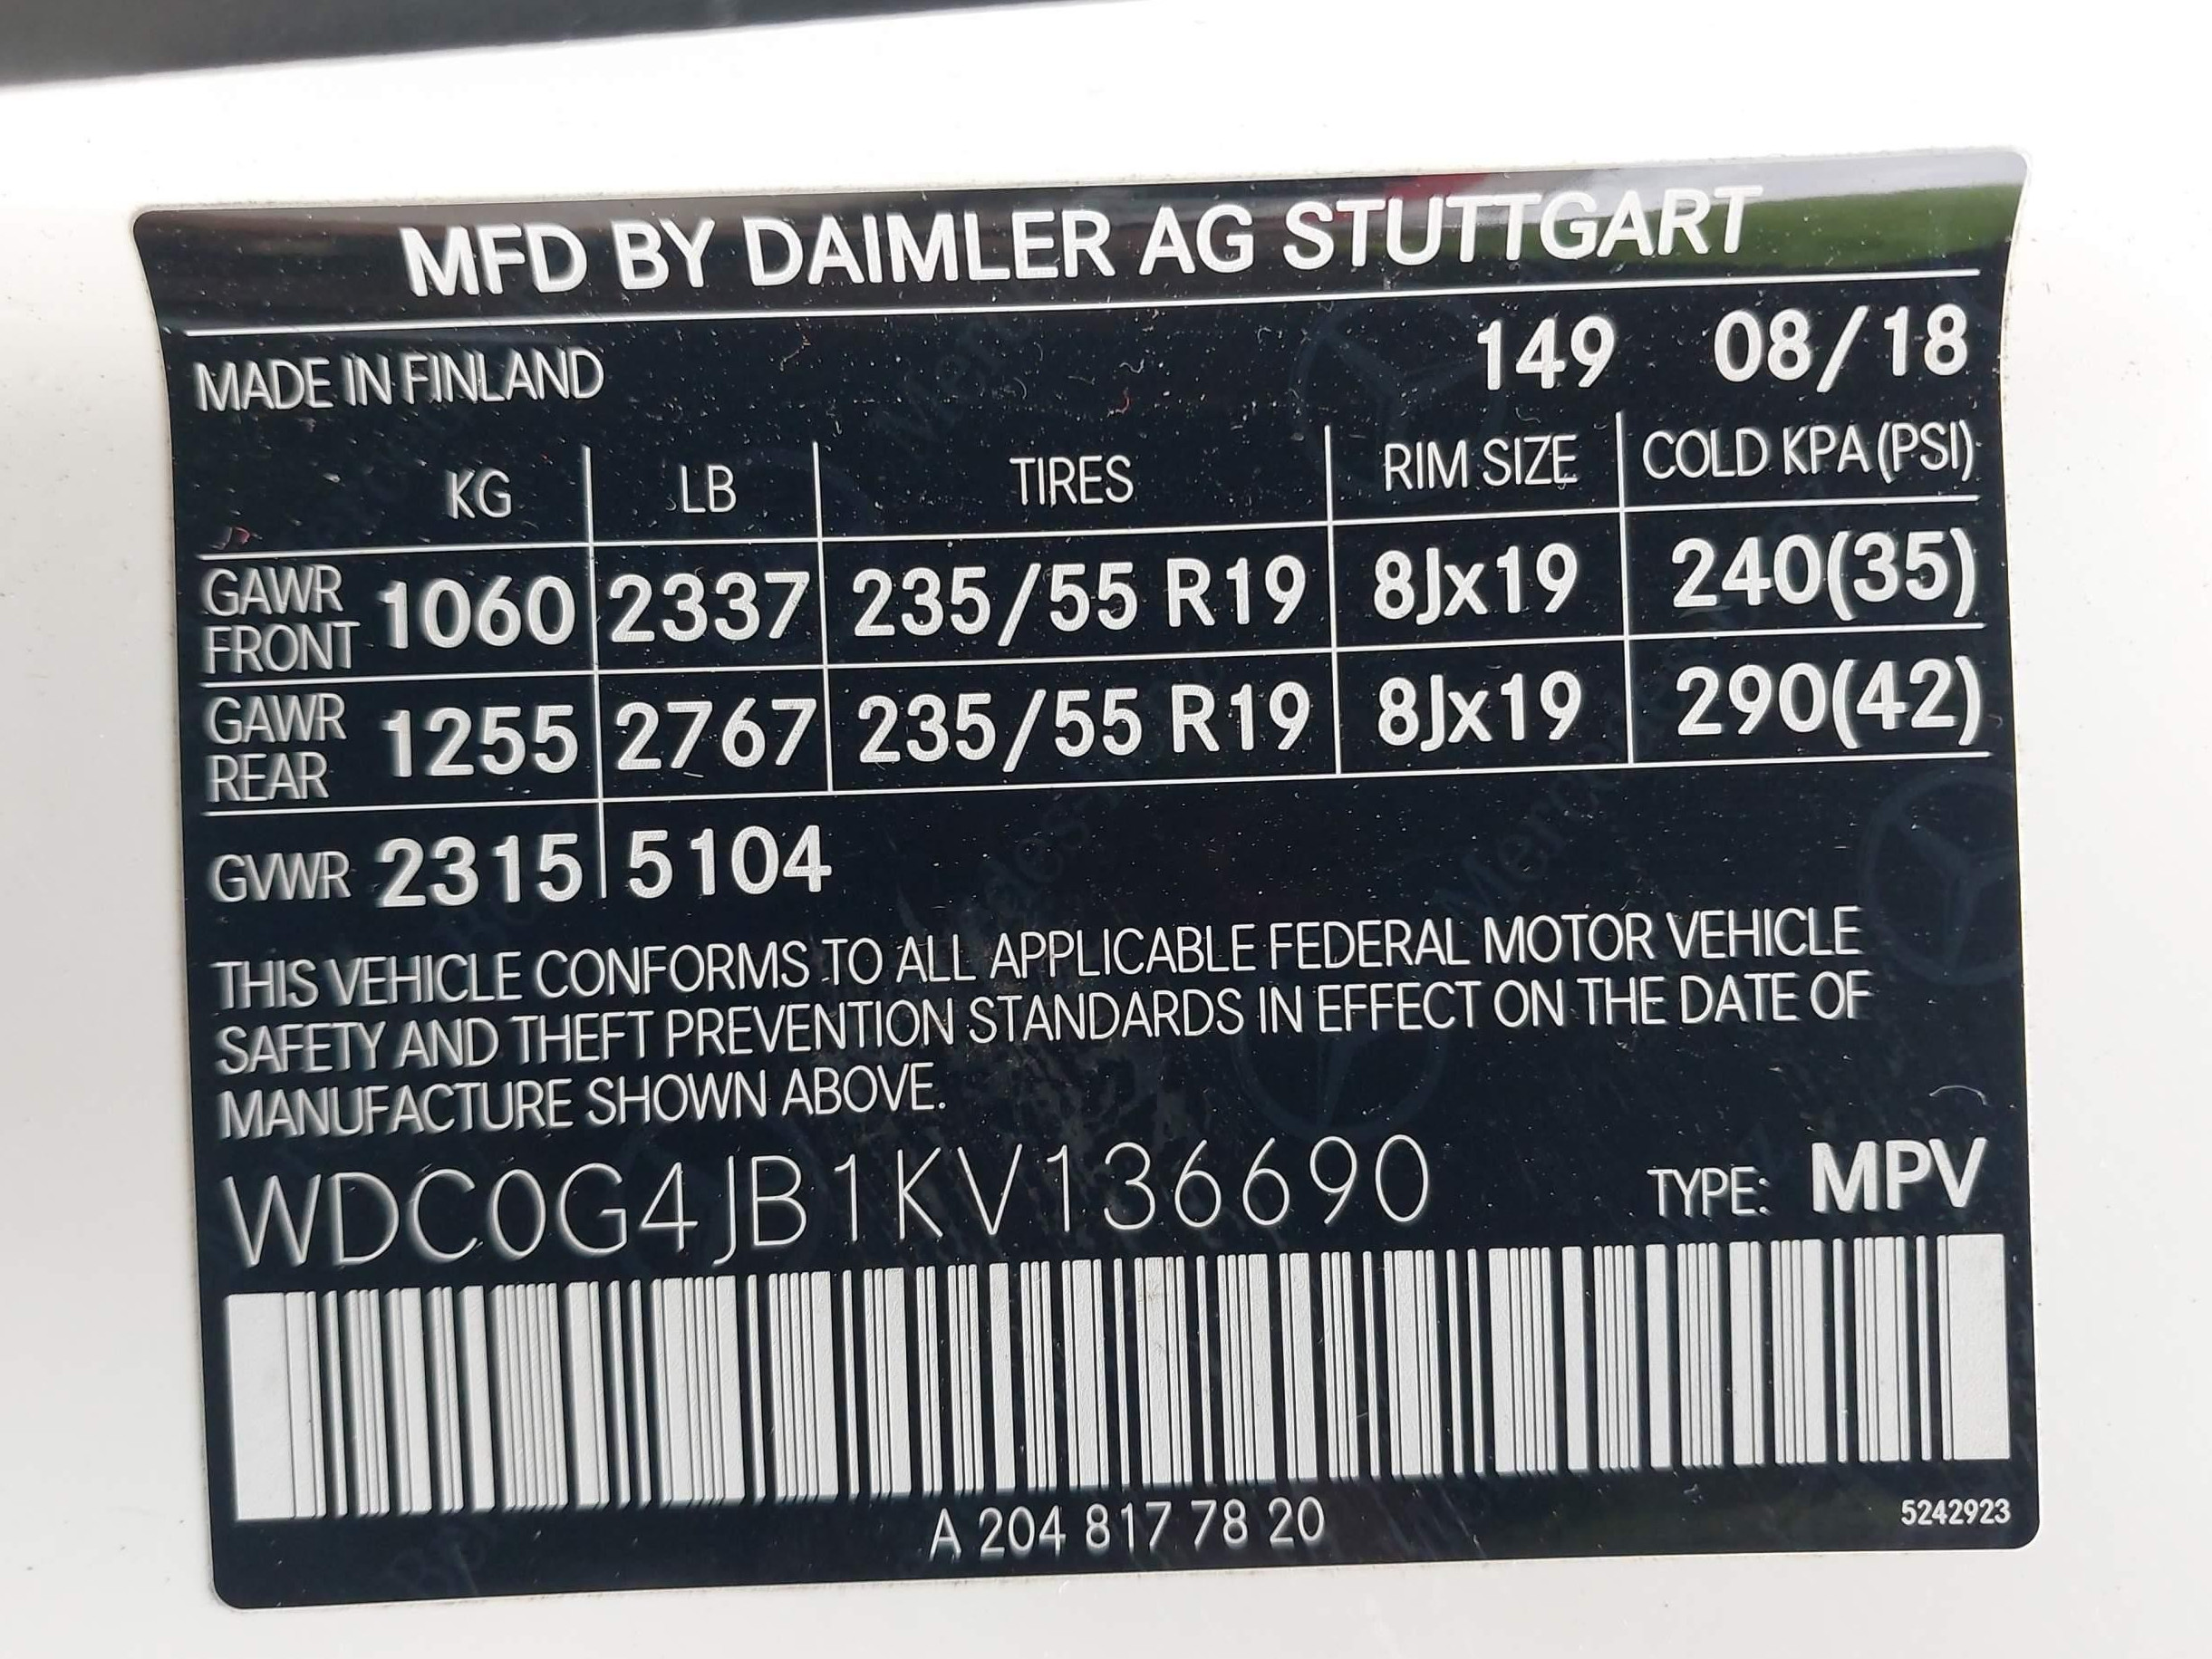 MFD BY DAIMLER AG STUTTGART
MADE IN FINLAND 149 08/18
KG LB TIRES RIM SIZE COLD KPA (PSI)
GAWR FRONT 1060 2337 235/55 R19 8Jx19 240(35)
GAWR REAR 1255 2767 235/55 R19 8Jx19 290(42)
GVWR 2315 5104
THIS VEHICLE CONFORMS TO ALL APPLICABLE FEDERAL MOTOR VEHICLE
SAFETY AND THEFT PREVENTION STANDARDS IN EFFECT ON THE DATE OF
MANUFACTURE SHOWN ABOVE.
WDC0G4JB1KV136690 TYPE: MPV
A 204 817 78 20 5242923